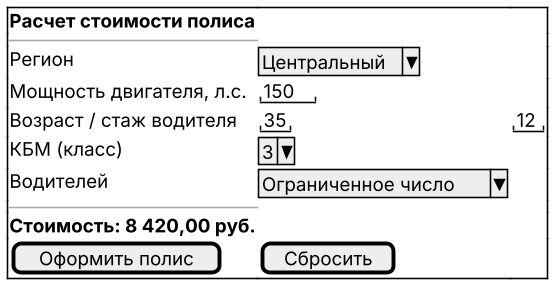 Расчет стоимости полиса
Регион Центральный ▼
Мощность двигателя, л.с. 150
Возраст / стаж водителя 35 12
КБМ (класс) 3 ▼
Водителей Ограниченное число ▼
Стоимость: 8 420,00 руб.
Оформить полис Сбросить